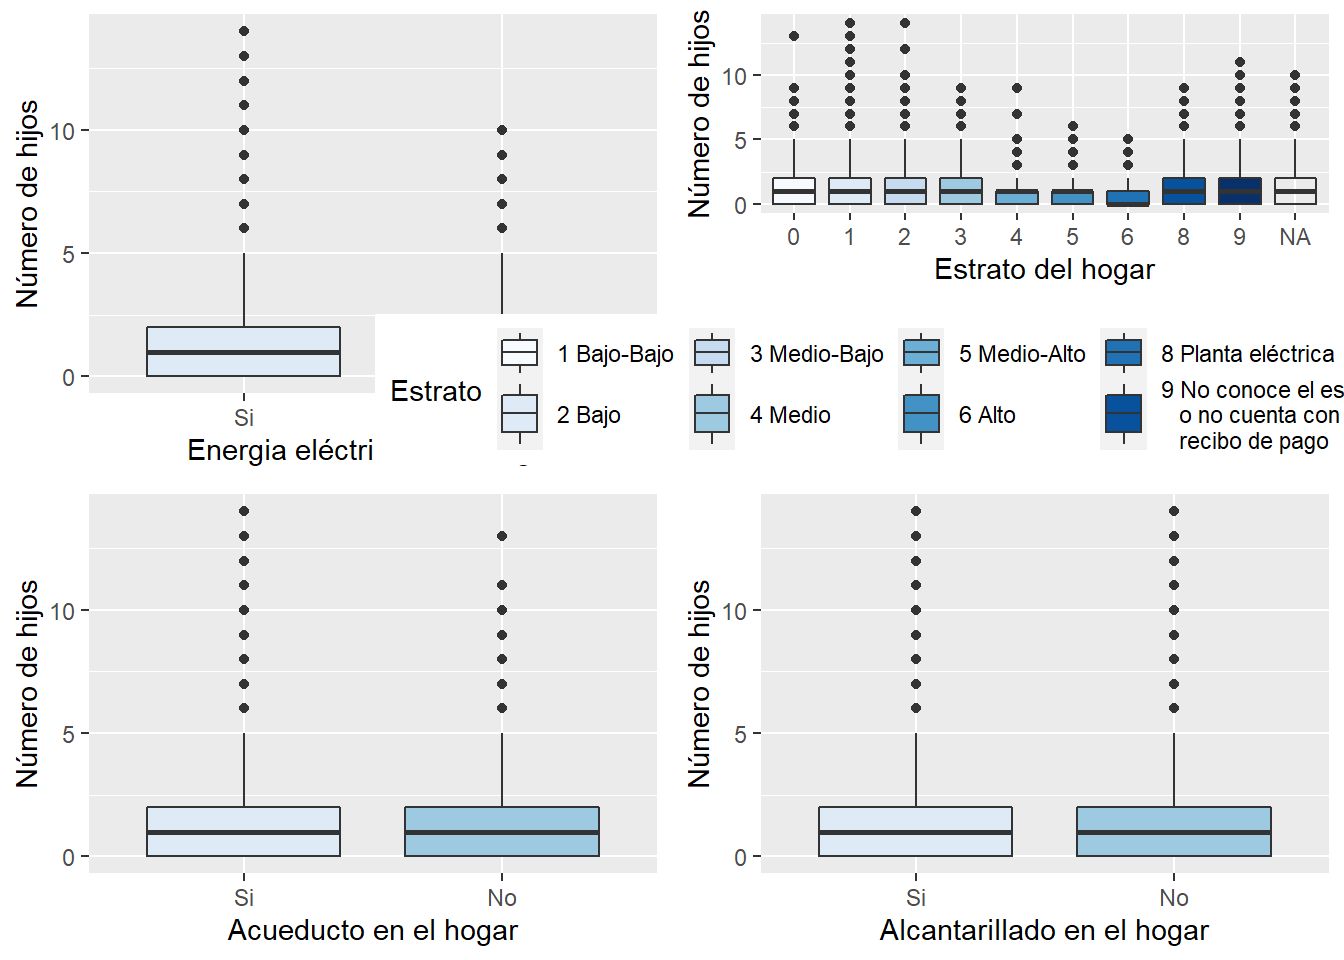 Número de hijos
10
5
0
Si
Energia eléctri
Número de hijos
10
5
0
0 1 2 3 4 5 6 8 9 NA
Estrato del hogar
Estrato
1 Bajo-Bajo
2 Bajo
3 Medio-Bajo
4 Medio
5 Medio-Alto
6 Alto
8 Planta eléctrica
9 No conoce el es
o no cuenta con
recibo de pago
Número de hijos
10
5
0
Si No
Acueducto en el hogar
Número de hijos
10
5
0
Si No
Alcantarillado en el hogar